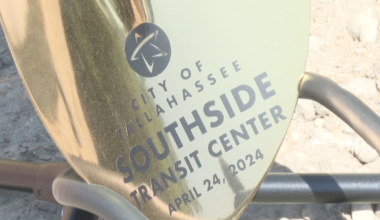 CITY OF
TALLAHASSEE
SOUTHSIDE
TRANSIT CENTER
APRIL 24, 2024